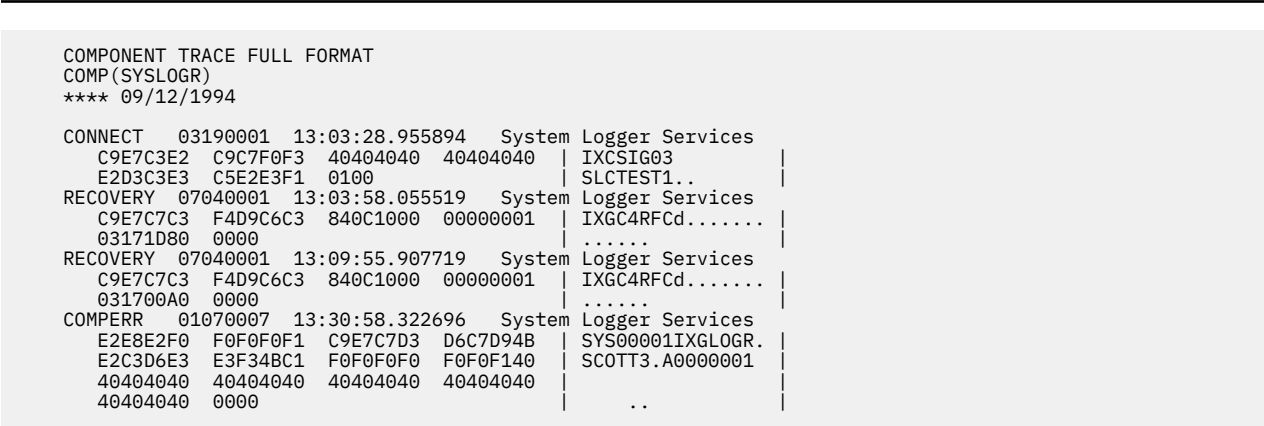 COMPONENT TRACE FULL FORMAT
COMP(SYSLOGR)
**** 09/12/1994
CONNECT   03190001  13:03:28.955894   System Logger Services
   C9E7C3E2  C9C7F0F3  40404040  40404040  | IXCSIG03         |
   E2D3C3E3  C5E2E3F1  0100                | SLCTEST1..       |
RECOVERY  07040001  13:03:58.055519   System Logger Services
   C9E7C7C3  F4D9C6C3  840C1000  00000001  | IXGC4RFCd....... |
   03171D80  0000                          | ......           |
RECOVERY  07040001  13:09:55.907719   System Logger Services
   C9E7C7C3  F4D9C6C3  840C1000  00000001  | IXGC4RFCd....... |
   031700A0  0000                          | ......           |
COMPERR   01070007  13:30:58.322696   System Logger Services
   E2E8E2F0  F0F0F0F1  C9E7C7D3  D6C7D94B  | SYS00001IXGLOGR. |
   E2C3D6E3  E3F34BC1  F0F0F0F0  F0F0F140  | SCOTT3.A0000001  |
   40404040  40404040  40404040  40404040  |                  |
   40404040  0000                          |     ..           |